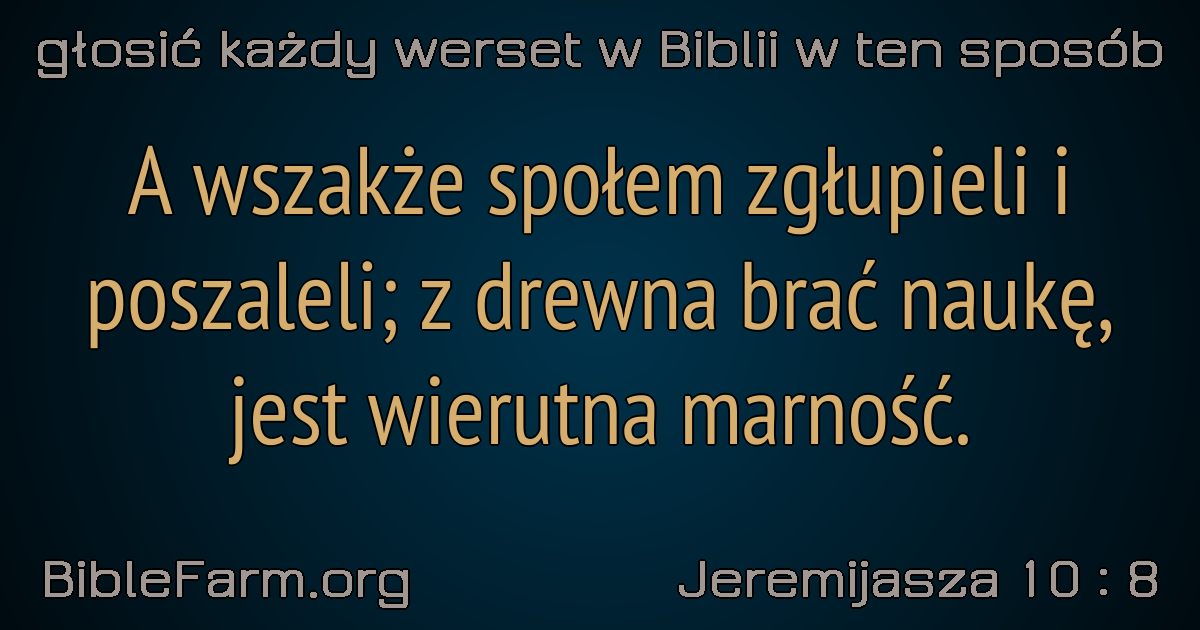 głosić każdy werset w Biblii w ten sposób
A wszakże społem zgłupieli i
poszaleli; z drewna brać naukę,
jest wierutna marność.
BibleFarm.org
Jeremijasza 10 : 8